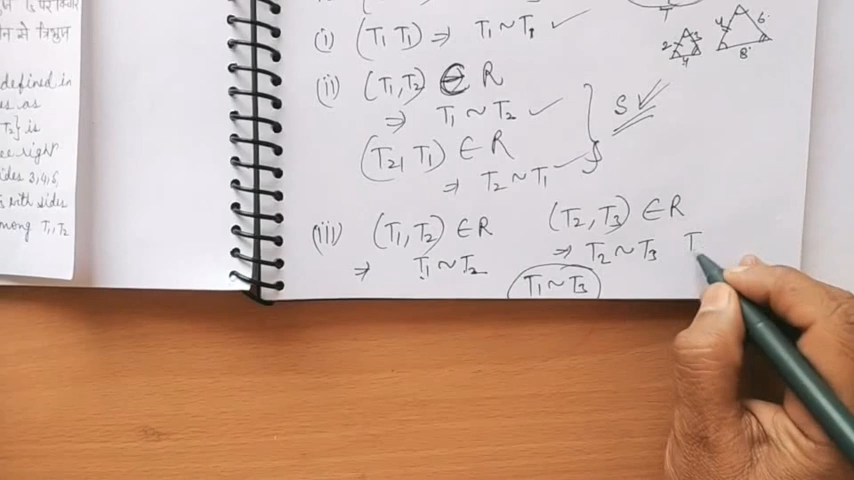 पर विचार
ौन से त्रिभुज
defined in
as
T₂} is
right
3,4,5,
with sides
among T₁,T₂
T
(i) (T₁ T₁) ⇒ T₁ ~ T₁ ✓
2 3 4
4 6 8
(ii) (T₁, T₂) ∈ R
⇒ T₁ ~ T₂ ✓
S ✓
(T₂, T₁) ∈ R
⇒ T₂ ~ T₁
(iii) (T₁, T₂) ∈ R (T₂, T₃) ∈ R
⇒ T₁ ~ T₂ ⇒ T₂ ~ T₃ T
T₁ ~ T₃